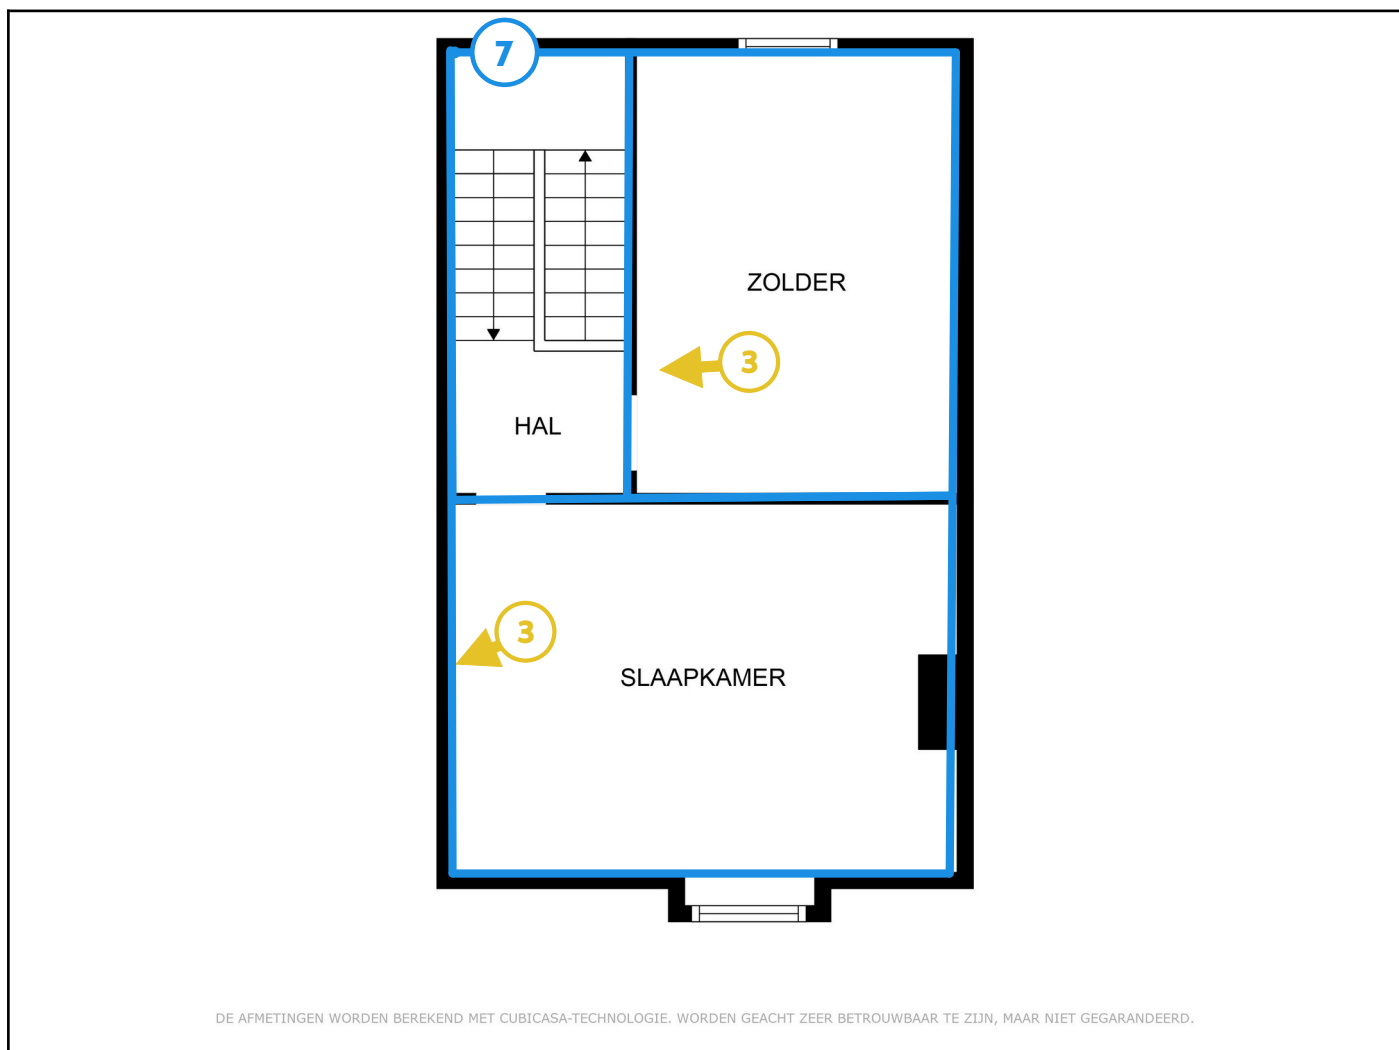 7
ZOLDER
3
HAL
3
SLAAPKAMER
DE AFMETINGEN WORDEN BEREKEND MET CUBICASA-TECHNOLOGIE. WORDEN GEACHT ZEER BETROUWBAAR TE ZIJN, MAAR NIET GEGARANDEERD.